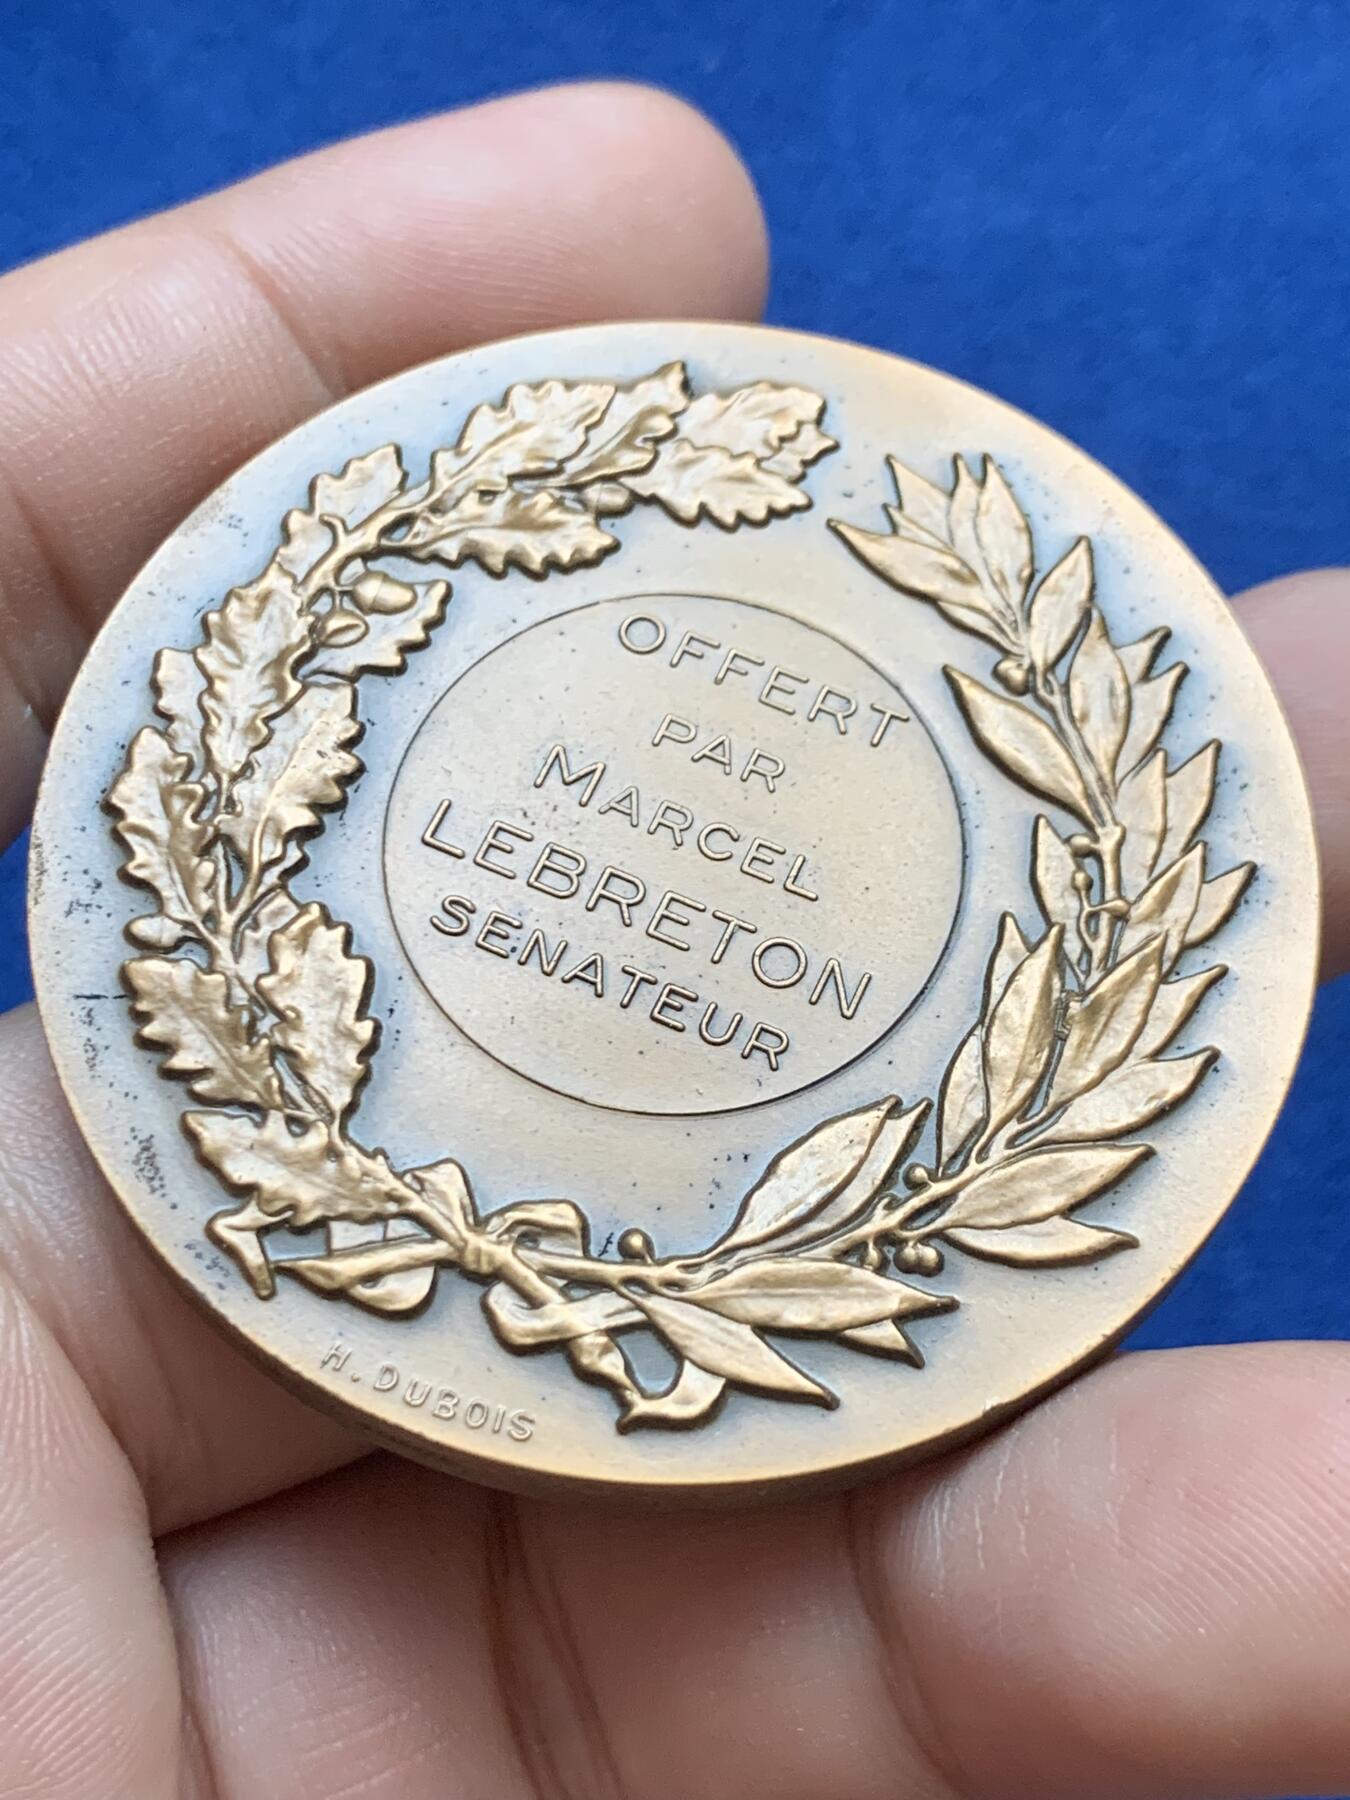 OFFERT
PAR
MARCEL
LEBRETON
SENATEUR
H. DUBOIS